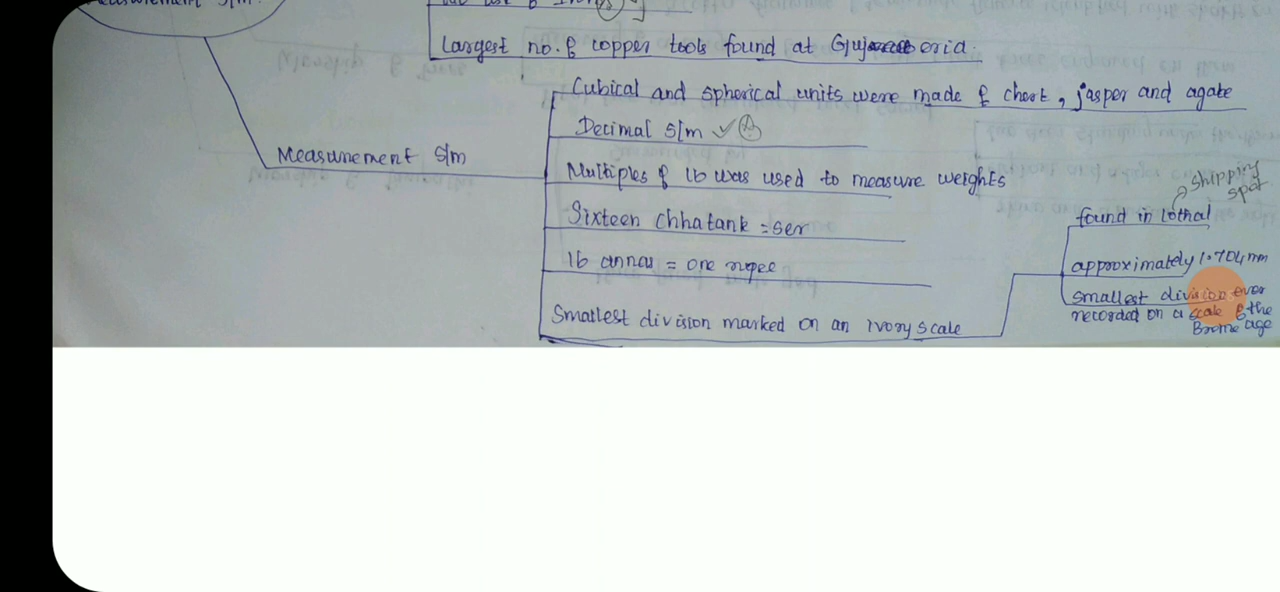 S/m.
Largest no. of copper tools found at Gujeria.
Cubical and spherical units were made of chert, jasper and agate
Decimal s/m ✓
Measurement s/m
Multiples of 16 was used to measure weights
shipping
spot
Sixteen chhatank = ser
found in Lothal
16 annas = one rupee
approximately 1.704 mm
smallest division ever
recorded on a scale of the
Bronze age
Smallest division marked on an ivory scale